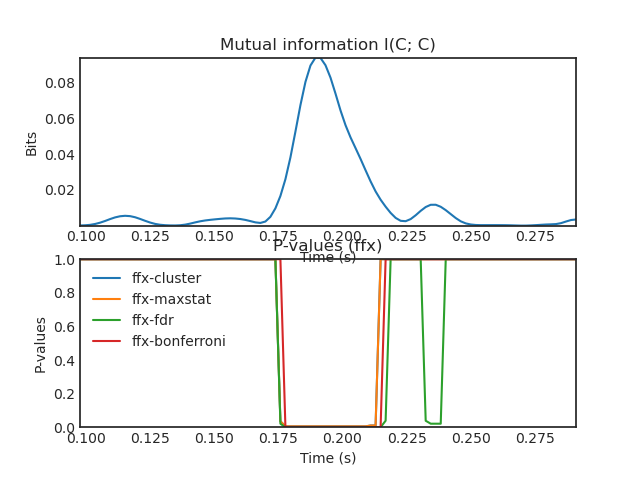 Mutual information I(C; C)
Bits
0.08
0.06
0.04
0.02
0.100 0.125 0.150 0.175 0.200 0.225 0.250 0.275
Time (s)
P-values (ffx)
P-values
1.0
0.8
0.6
0.4
0.2
0.0
ffx-cluster
ffx-maxstat
ffx-fdr
ffx-bonferroni
0.100 0.125 0.150 0.175 0.200 0.225 0.250 0.275
Time (s)